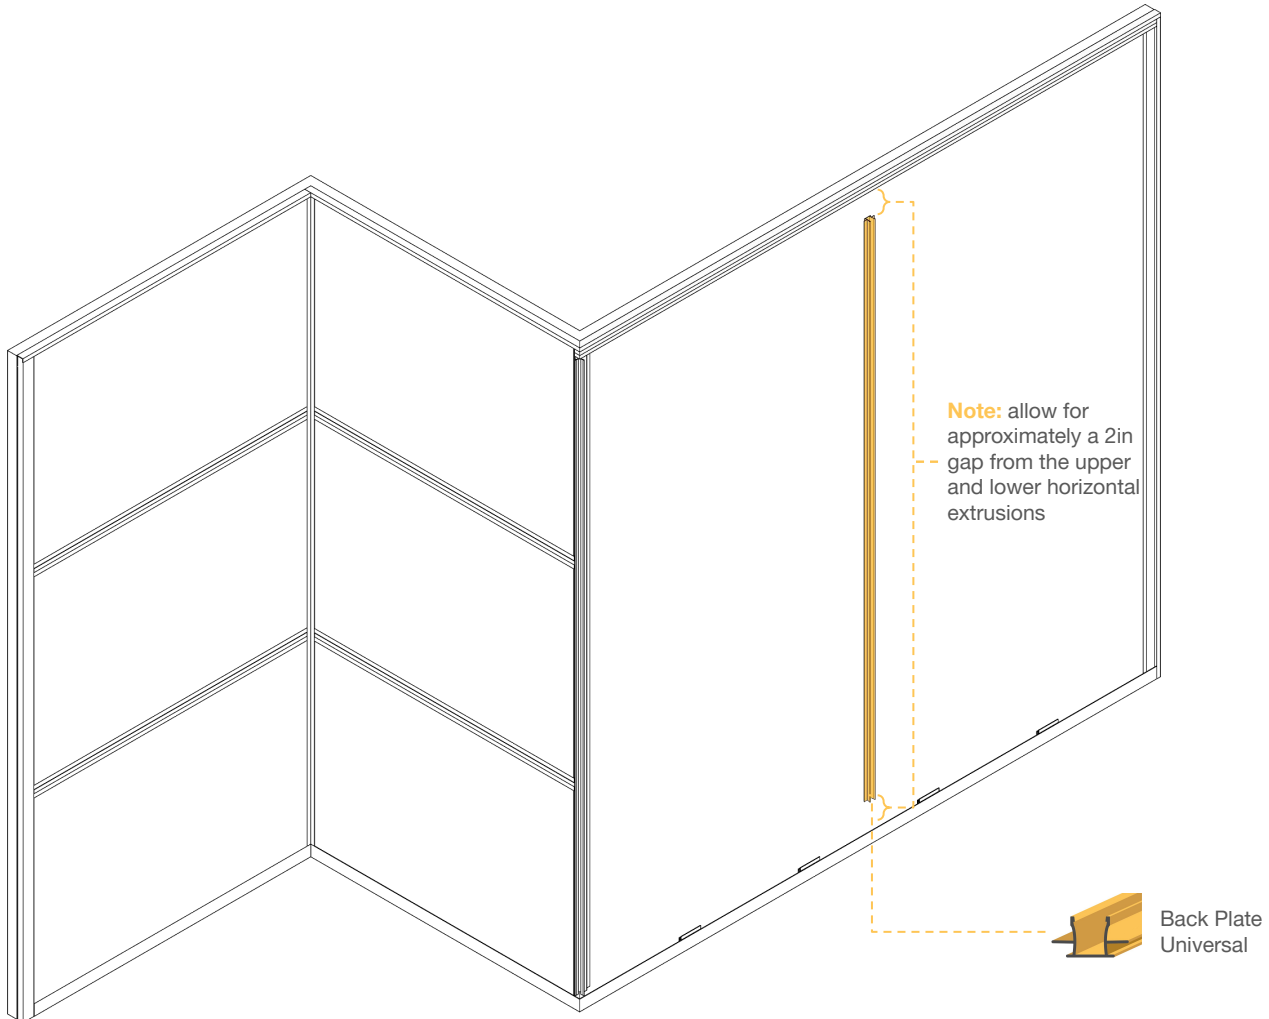 Note: allow for
approximately a 2in
gap from the upper
and lower horizontal
extrusions
Back Plate
Universal